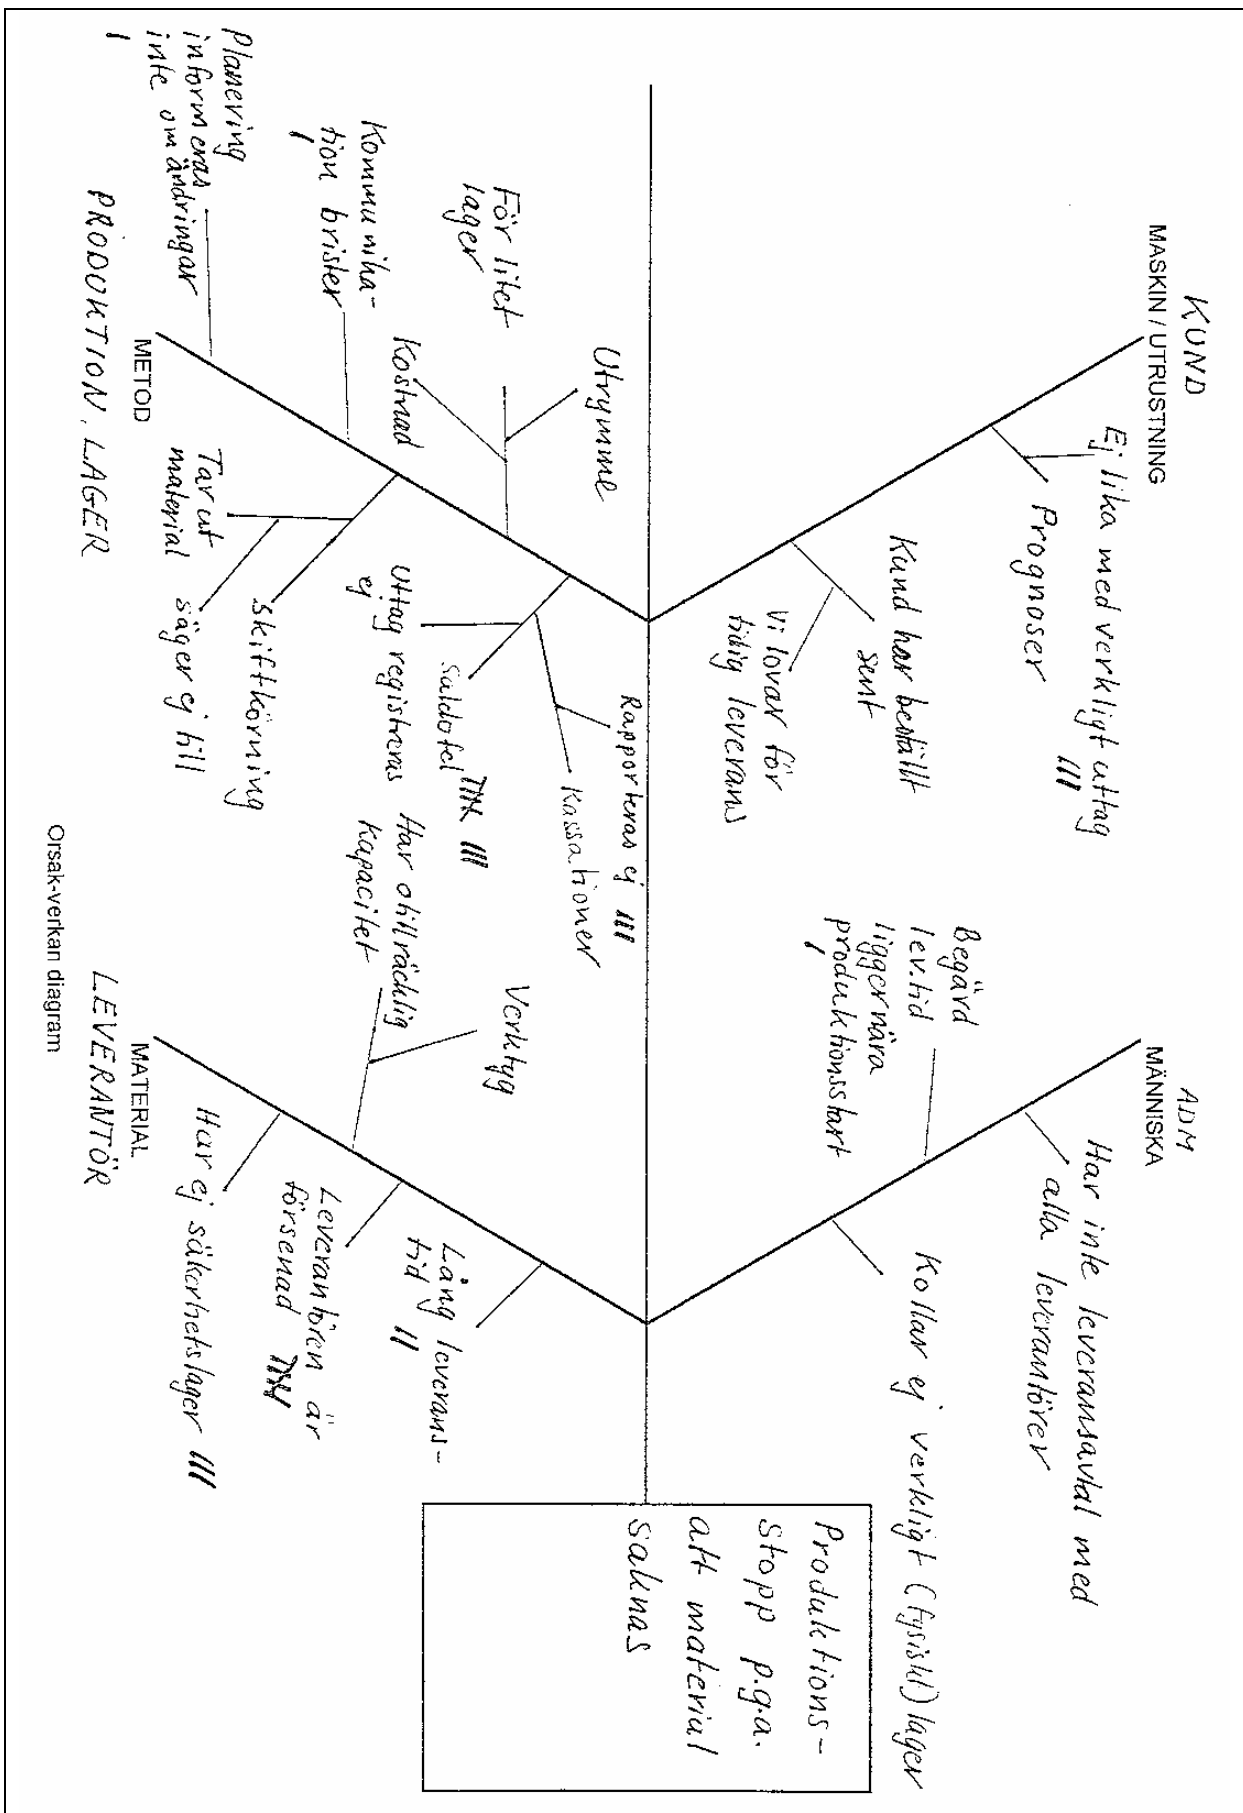 KUND
MASKIN / UTRUSTNING
Ej lika med verkligt uttag
III
Prognoser
Kund har beställt
sent
Vi lovar för
tidig leverans
ADM
MÄNNISKA
Har inte leveransavtal med
alla leverantörer
Begärd
lev.tid
ligger nära
produktionsstart
I
Kollar ej verkligt (fysiskt) lager
Produktions-
stopp p.g.a.
att material
saknas
Utrymme
För litet
lager
Kostnad
Kommunika-
tion brister
I
Planering
informeras
inte om ändringar
I
METOD
PRODUKTION, LAGER
Rapporteras ej III
Kassationer
Saldofel IIII III
Uttag registreras
ej
Skiftkörning
Tar ut
material
säger ej till
Verktyg
Har otillräcklig
kapacitet
Lång leverans-
tid II
Leverantören är
försenad IIII
Har ej säkerhetslager III
MATERIAL
LEVERANTÖR
Orsak-verkan diagram